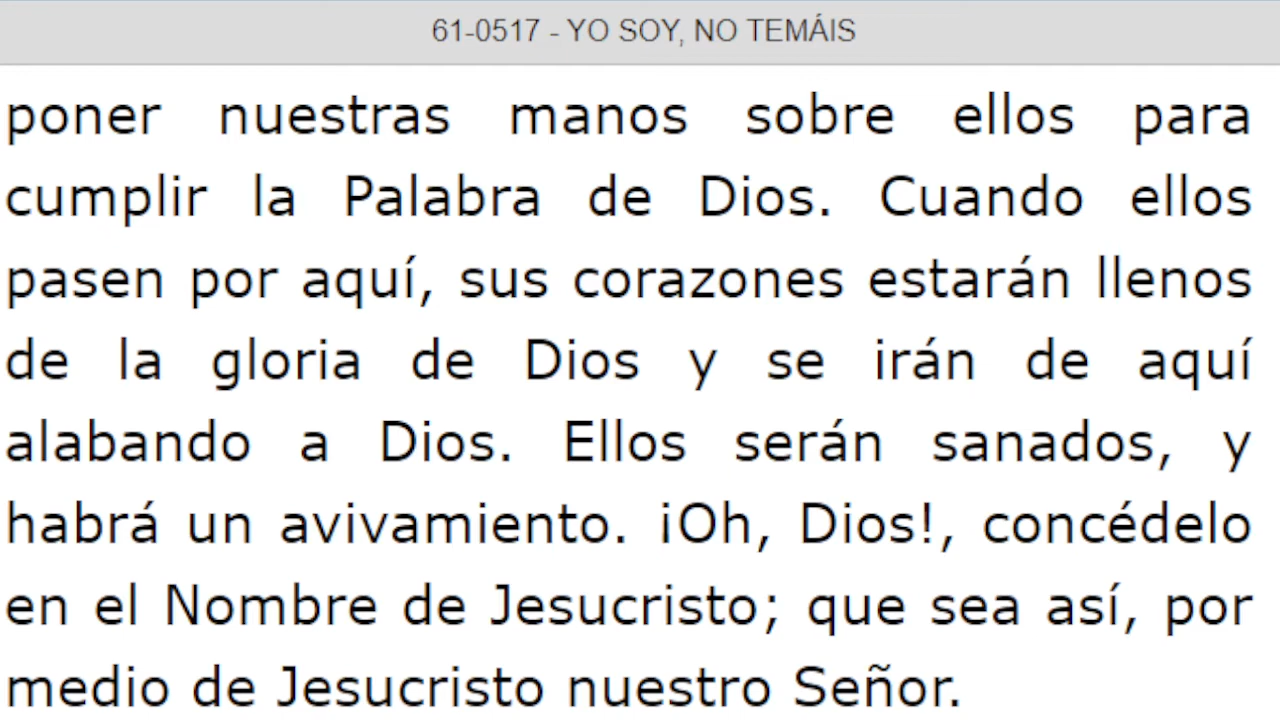 61-0517 - YO SOY, NO TEMÁIS
poner nuestras manos sobre ellos para
cumplir la Palabra de Dios. Cuando ellos
pasen por aquí, sus corazones estarán llenos
de la gloria de Dios y se irán de aquí
alabando a Dios. Ellos serán sanados, y
habrá un avivamiento. ¡Oh, Dios!, concédelo
en el Nombre de Jesucristo; que sea así, por
medio de Jesucristo nuestro Señor.